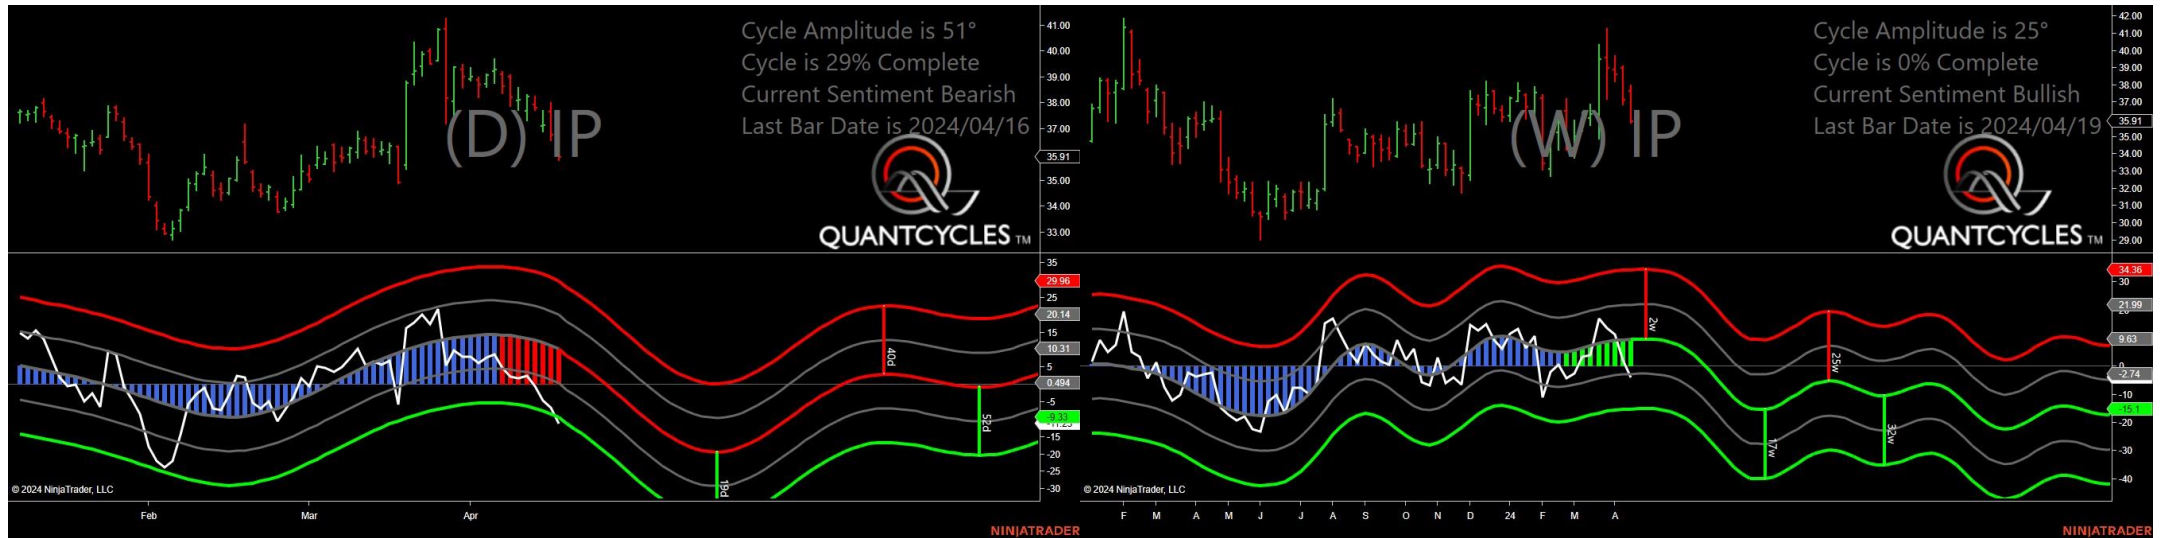 Cycle Amplitude is 51°
Cycle is 29% Complete
Current Sentiment Bearish
Last Bar Date is 2024/04/16
(D) IP
QUANTCYCLES TM
41.00
40.00
39.00
38.00
37.00
35.91
35.00
34.00
33.00
35
29.96
25
20.14
15
10.31
5
0.494
-5
-9.33
-11.23
-15
-20
-25
-30
40d
52d
19d
© 2024 NinjaTrader, LLC
Feb
Mar
Apr
NINJATRADER
Cycle Amplitude is 25°
Cycle is 0% Complete
Current Sentiment Bullish
Last Bar Date is 2024/04/19
(W) IP
QUANTCYCLES TM
42.00
41.00
40.00
39.00
38.00
37.00
35.91
35.00
34.00
33.00
32.00
31.00
30.00
29.00
34.36
30
21.99
9.63
-2.74
-10
-15.1
-20
-30
-40
2w
25w
17w
32w
© 2024 NinjaTrader, LLC
F M A M J J A S O N D 24 F M A
NINJATRADER